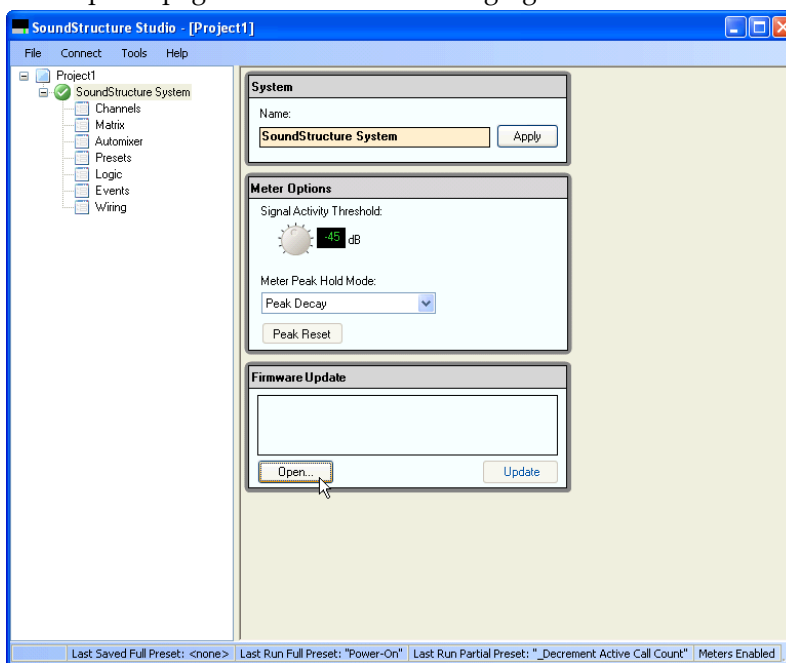 SoundStructure Studio - [Project1]
File Connect Tools Help
Project1
SoundStructure System
Channels
Matrix
Automixer
Presets
Logic
Events
Wiring
System
Name:
SoundStructure System
Apply
Meter Options
Signal Activity Threshold:
-45 dB
Meter Peak Hold Mode:
Peak Decay
Peak Reset
Firmware Update
Open...
Update
Last Saved Full Preset: <none> Last Run Full Preset: "Power-On" Last Run Partial Preset: "_Decrement Active Call Count" Meters Enabled